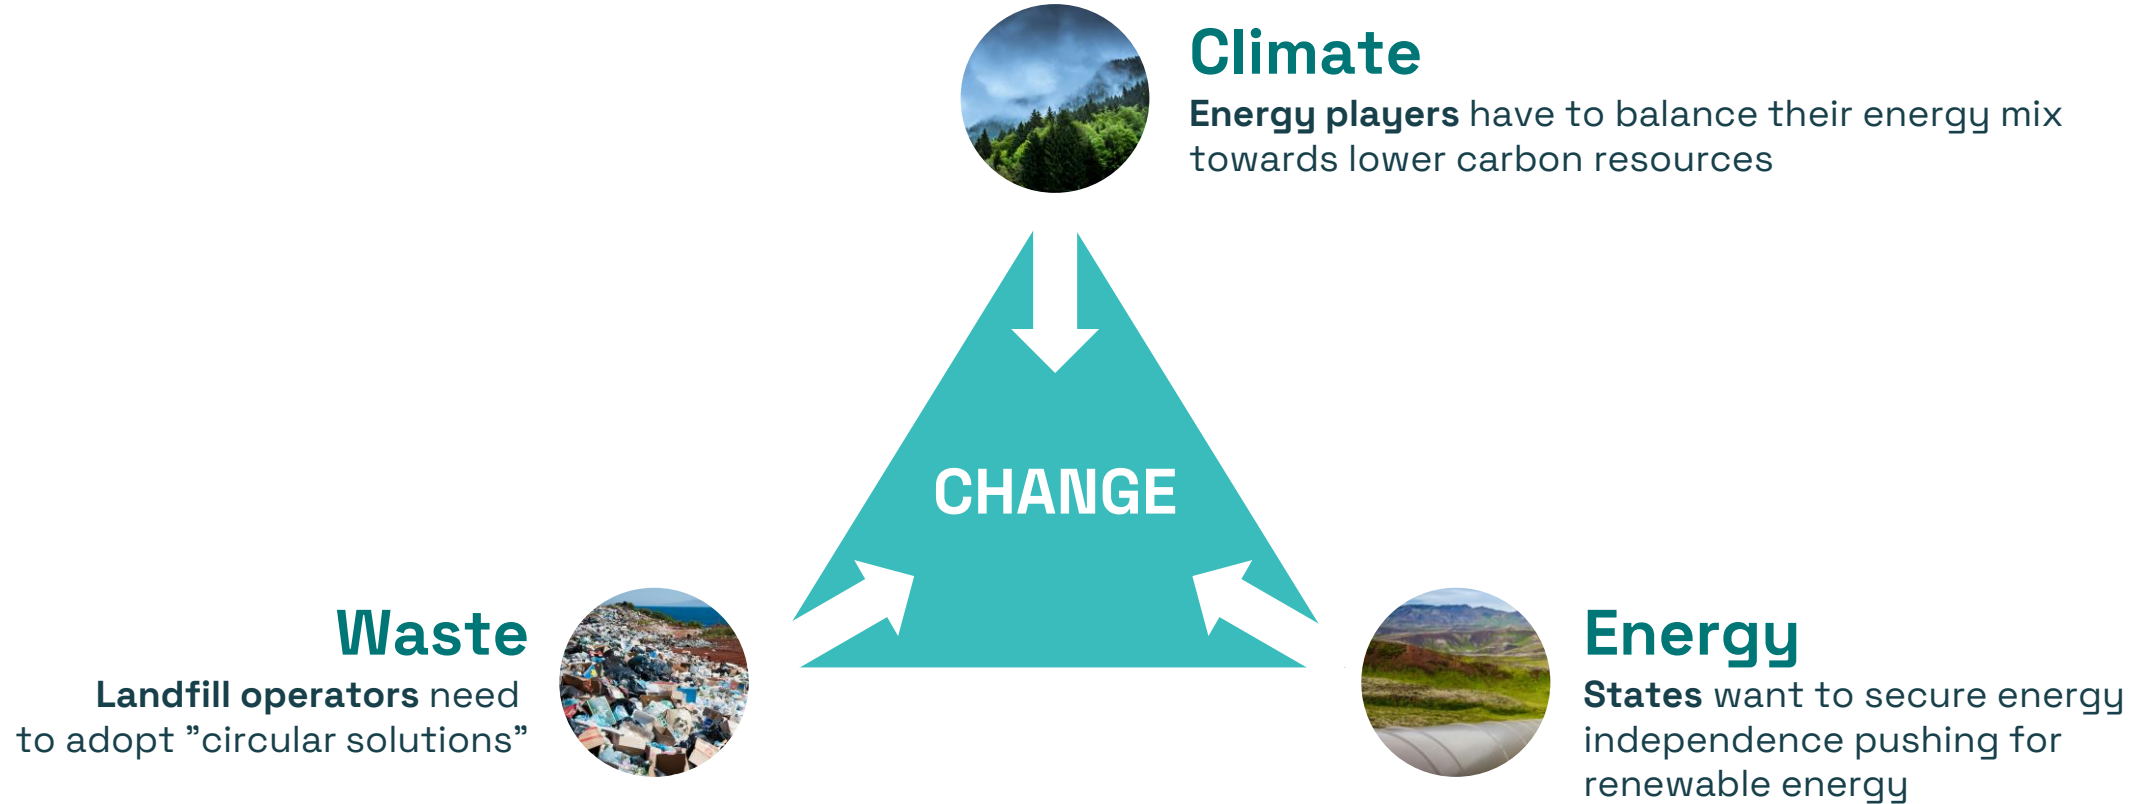 Climate
Energy players have to balance their energy mix
towards lower carbon resources
CHANGE
Waste
Landfill operators need
to adopt ”circular solutions”
Energy
States want to secure energy
independence pushing for
renewable energy